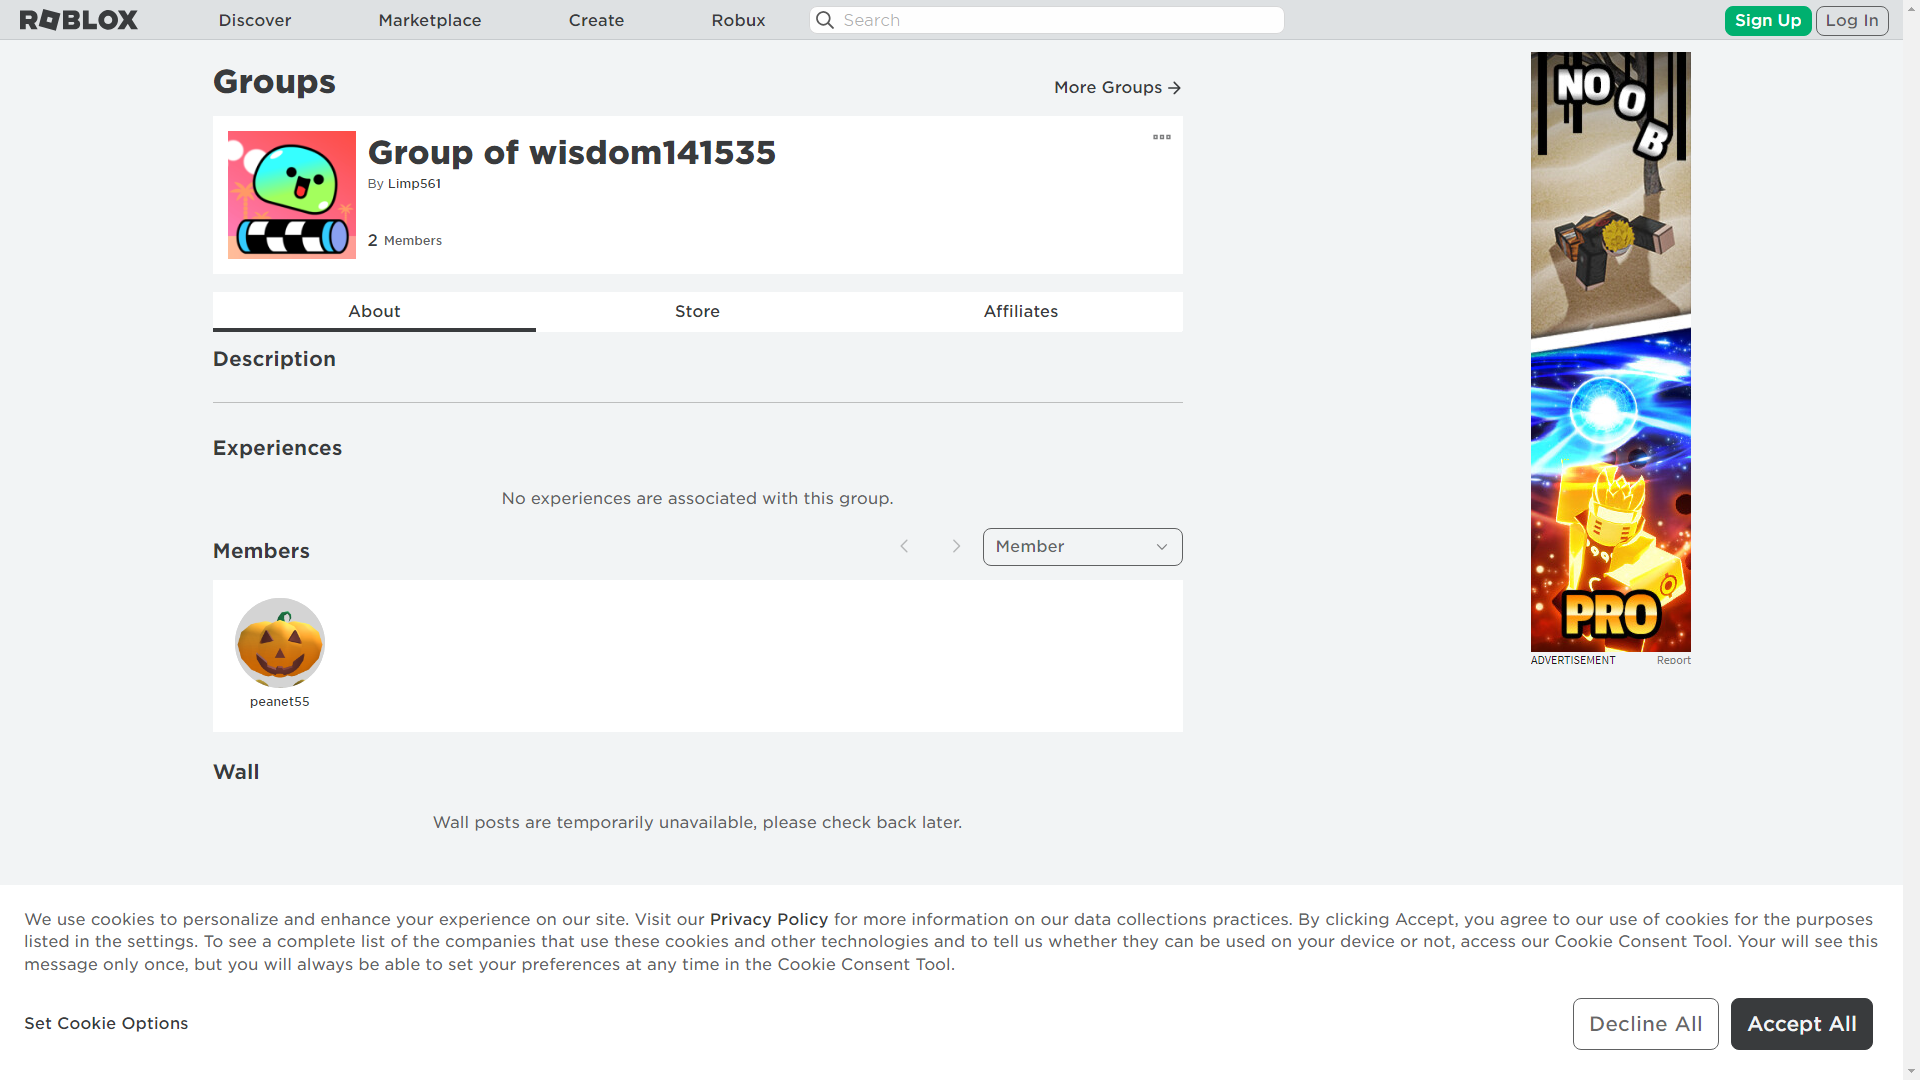 ROBLOX Discover Marketplace Create Robux Search Sign Up Log In
Groups
More Groups
Group of wisdom141535
By Limp561
2 Members
About Store Affiliates
Description
Experiences
No experiences are associated with this group.
Members
Member
peanet55
Wall
Wall posts are temporarily unavailable, please check back later.
NOOB
PRO
ADVERTISEMENT Report
We use cookies to personalize and enhance your experience on our site. Visit our Privacy Policy for more information on our data collections practices. By clicking Accept, you agree to our use of cookies for the purposes
listed in the settings. To see a complete list of the companies that use these cookies and other technologies and to tell us whether they can be used on your device or not, access our Cookie Consent Tool. Your will see this
message only once, but you will always be able to set your preferences at any time in the Cookie Consent Tool.
Set Cookie Options
Decline All
Accept All